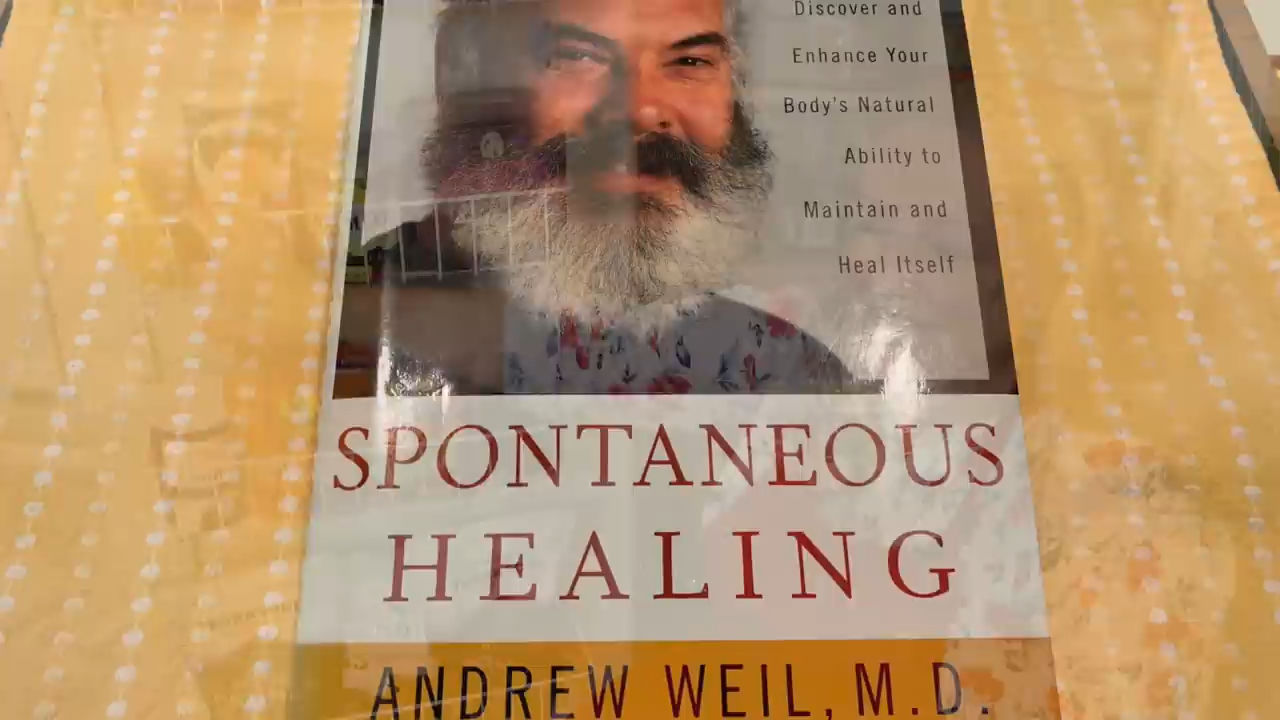 Discover and
Enhance Your
Body's Natural
Ability to
Maintain and
Heal Itself
SPONTANEOUS
HEALING
ANDREW WEIL, M.D.